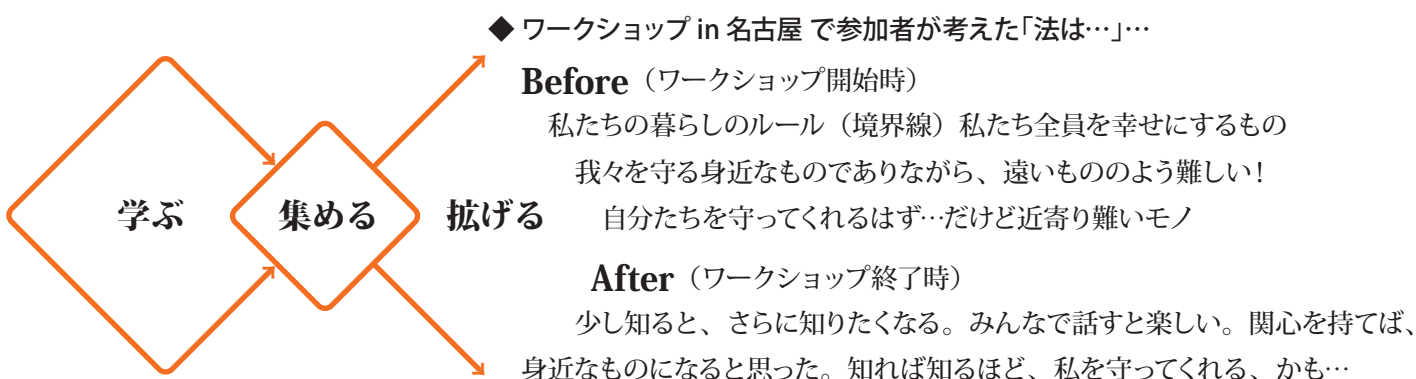 ◆ ワークショップ in 名古屋 で参加者が考えた「法は…」…
Before（ワークショップ開始時）
私たちの暮らしのルール（境界線）私たち全員を幸せにするもの
我々を守る身近なものでありながら、遠いもののよう難しい！
学ぶ 集める 拡げる
自分たちを守ってくれるはず…だけど近寄り難いモノ
After（ワークショップ終了時）
少し知ると、さらに知りたくなる。みんなで話すと楽しい。関心を持てば、
身近なものになると思った。知れば知るほど、私を守ってくれる、かも…